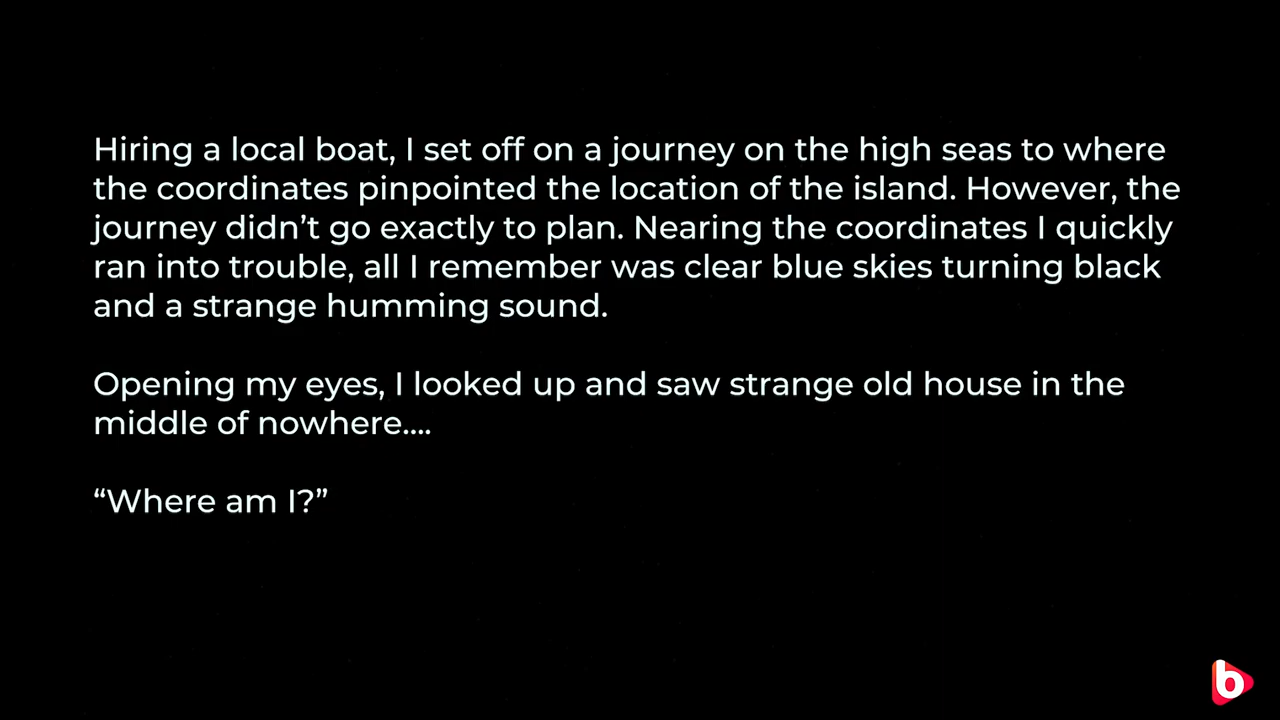 Hiring a local boat, I set off on a journey on the high seas to where
the coordinates pinpointed the location of the island. However, the
journey didn’t go exactly to plan. Nearing the coordinates I quickly
ran into trouble, all I remember was clear blue skies turning black
and a strange humming sound.
Opening my eyes, I looked up and saw strange old house in the
middle of nowhere....
“Where am I?”
b